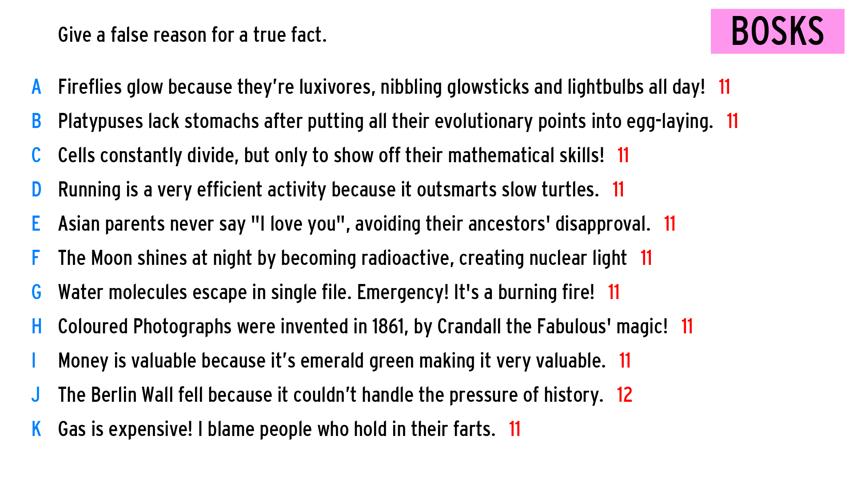 Give a false reason for a true fact.
BOSKS
A Fireflies glow because they're luxivores, nibbling glowsticks and lightbulbs all day! 11
B Platypuses lack stomachs after putting all their evolutionary points into egg-laying. 11
C Cells constantly divide, but only to show off their mathematical skills! 11
D Running is a very efficient activity because it outsmarts slow turtles. 11
E Asian parents never say "I love you", avoiding their ancestors' disapproval. 11
F The Moon shines at night by becoming radioactive, creating nuclear light 11
G Water molecules escape in single file. Emergency! It's a burning fire! 11
H Coloured Photographs were invented in 1861, by Crandall the Fabulous' magic! 11
I Money is valuable because it's emerald green making it very valuable. 11
J The Berlin Wall fell because it couldn't handle the pressure of history. 12
K Gas is expensive! I blame people who hold in their farts. 11